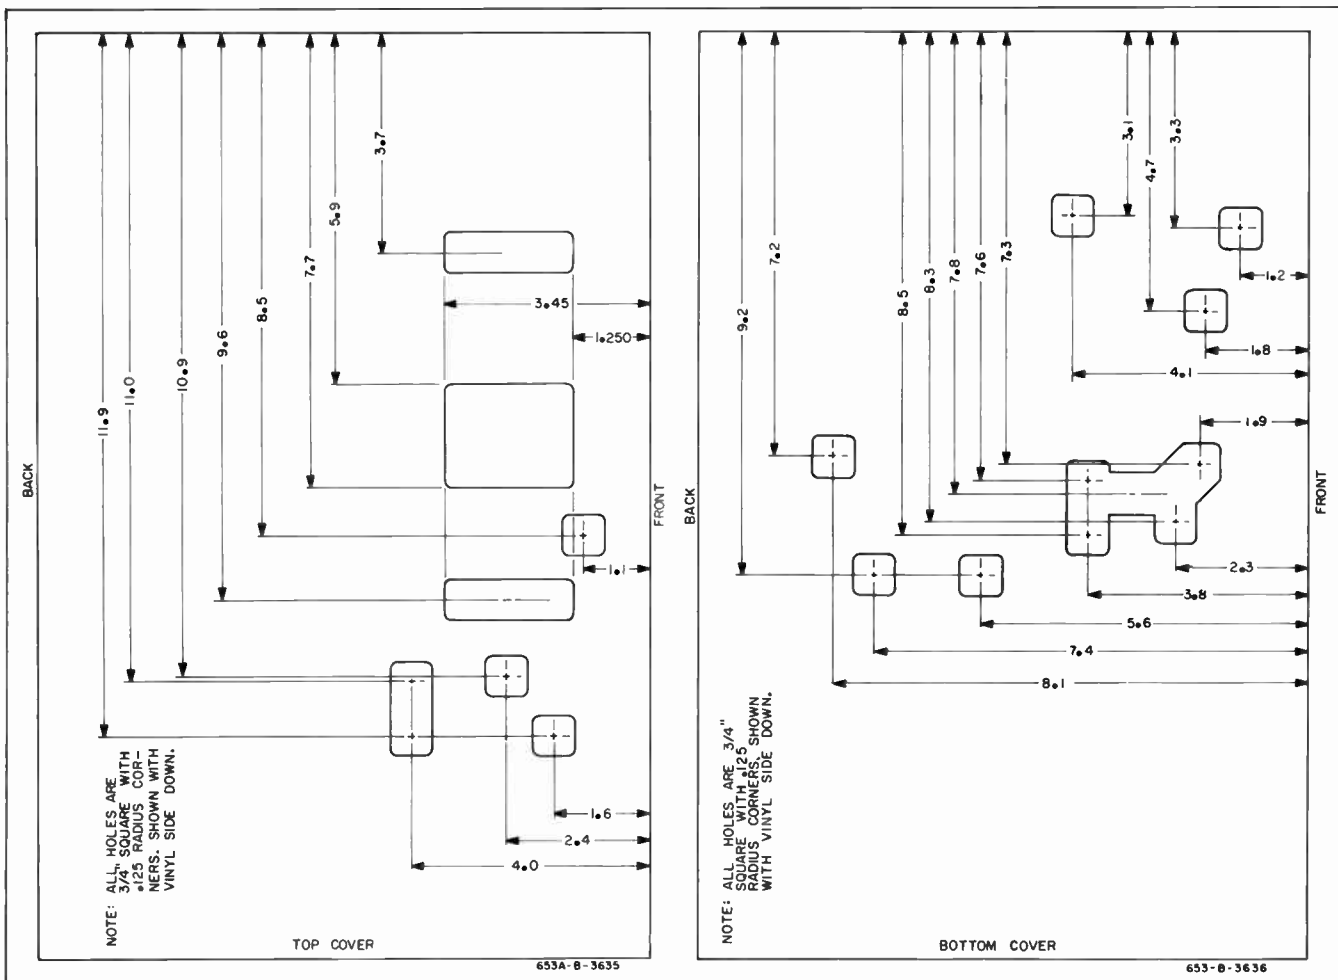 3.7
5.9
7.7
8.5
9.6
10.9
11.0
11.9
3.45
1.250
1.1
1.6
2.4
4.0
BACK
FRONT
NOTE: ALL HOLES ARE
3/4" SQUARE WITH
.125 RADIUS COR-
NERS. SHOWN WITH
VINYL SIDE DOWN.
TOP COVER
653A-B-3635
3.1
3.3
4.7
7.2
7.3
7.6
7.8
8.3
8.5
9.2
1.2
1.8
4.1
1.9
2.3
3.8
5.6
7.4
8.1
BACK
FRONT
NOTE: ALL HOLES ARE 3/4"
SQUARE WITH .125
RADIUS CORNERS. SHOWN
WITH VINYL SIDE DOWN.
BOTTOM COVER
653-B-3636